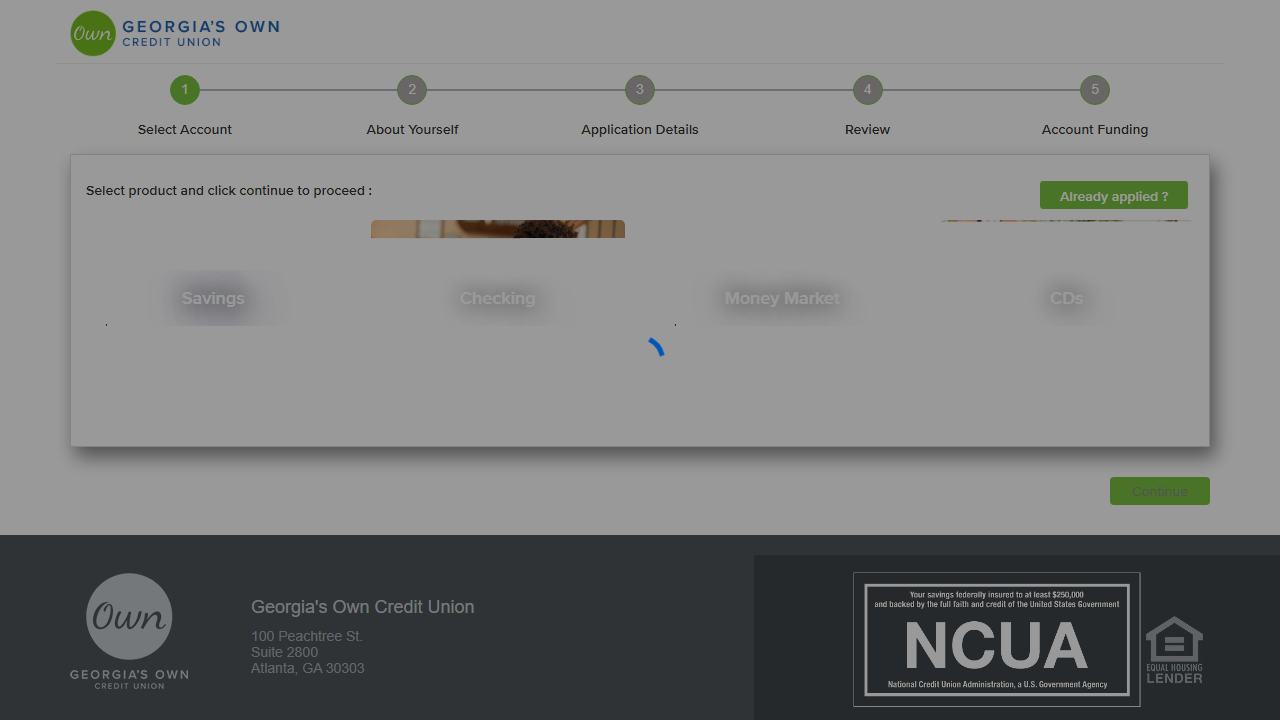 Own GEORGIA'S OWN
CREDIT UNION
1 2 3 4 5
Select Account About Yourself Application Details Review Account Funding
Select product and click continue to proceed :
Already applied ?
Savings Checking Money Market CDs
Continue
Own
GEORGIA'S OWN
CREDIT UNION
Georgia's Own Credit Union
100 Peachtree St.
Suite 2800
Atlanta, GA 30303
Your savings federally insured to at least $250,000
and backed by the full faith and credit of the United States Government
NCUA
National Credit Union Administration, a U.S. Government Agency
EQUAL HOUSING
LENDER